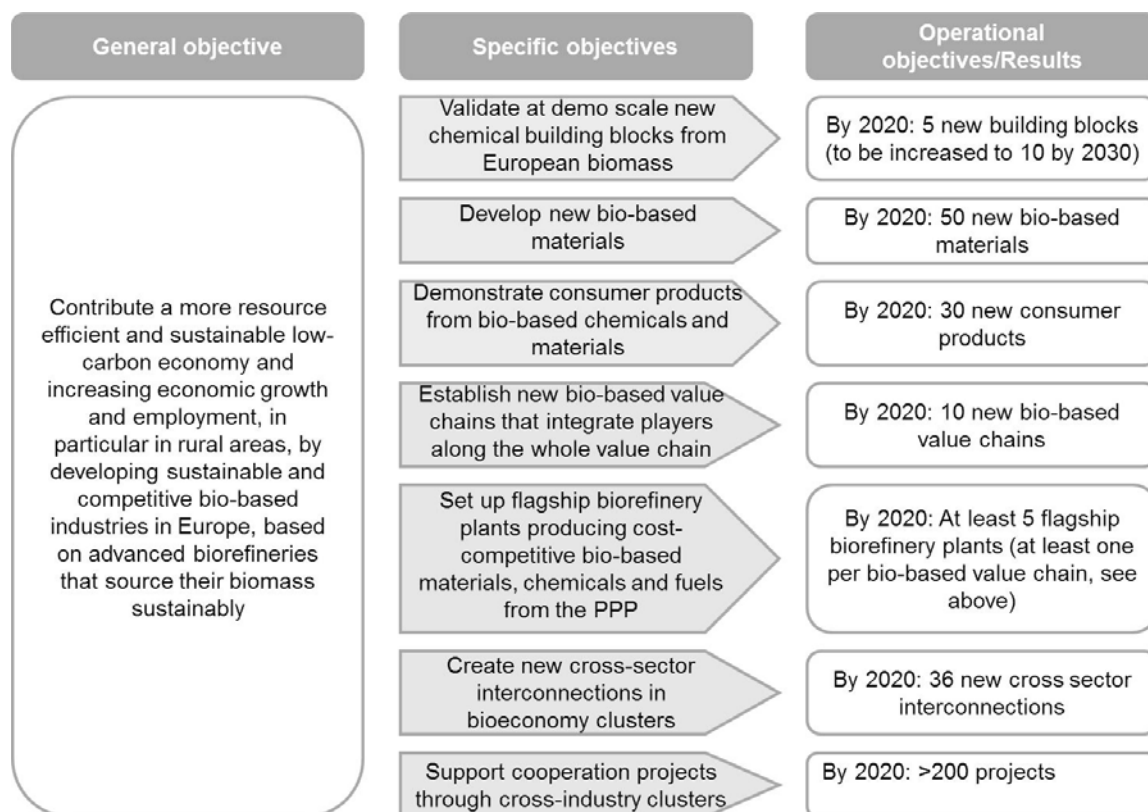 General objective
Specific objectives
Operational
objectives/Results
Contribute a more resource
efficient and sustainable low-
carbon economy and
increasing economic growth
and employment, in
particular in rural areas, by
developing sustainable and
competitive bio-based
industries in Europe, based
on advanced biorefineries
that source their biomass
sustainably
Validate at demo scale new
chemical building blocks from
European biomass
By 2020: 5 new building blocks
(to be increased to 10 by 2030)
Develop new bio-based
materials
By 2020: 50 new bio-based
materials
Demonstrate consumer products
from bio-based chemicals and
materials
By 2020: 30 new consumer
products
Establish new bio-based value
chains that integrate players
along the whole value chain
By 2020: 10 new bio-based
value chains
Set up flagship biorefinery
plants producing cost-
competitive bio-based
materials, chemicals and fuels
from the PPP
By 2020: At least 5 flagship
biorefinery plants (at least one
per bio-based value chain, see
above)
Create new cross-sector
interconnections in
bioeconomy clusters
By 2020: 36 new cross sector
interconnections
Support cooperation projects
through cross-industry clusters
By 2020: >200 projects